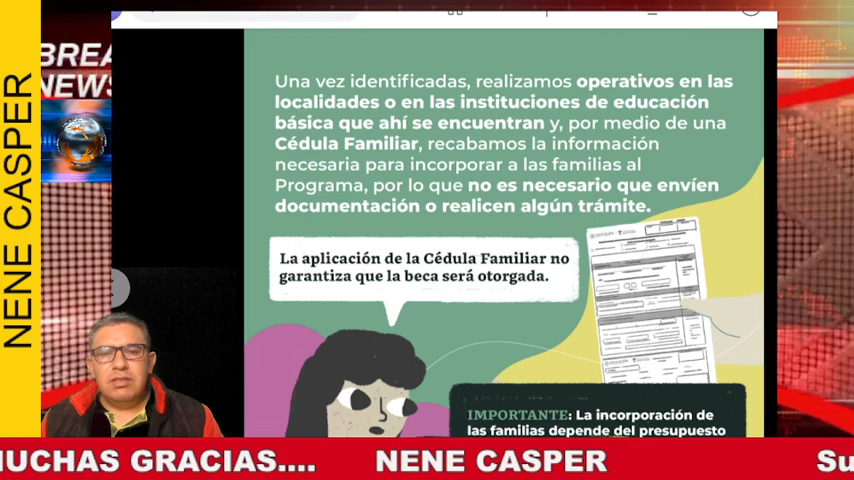 BREA
NEWS
NENE CASPER
Una vez identificadas, realizamos operativos en las
localidades o en las instituciones de educación
básica que ahí se encuentran y, por medio de una
Cédula Familiar, recabamos la información
necesaria para incorporar a las familias al
Programa, por lo que no es necesario que envíen
documentación o realicen algún trámite.
La aplicación de la Cédula Familiar no
garantiza que la beca será otorgada.
IMPORTANTE: La incorporación de
las familias depende del presupuesto
MUCHAS GRACIAS.... NENE CASPER Su